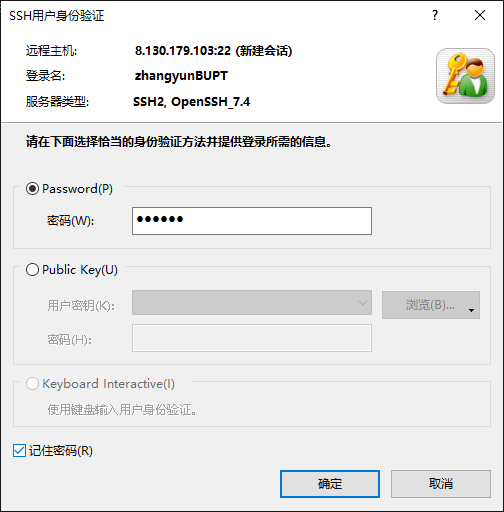 SSH用户身份验证
远程主机: 8.130.179.103:22 (新建会话)
登录名: zhangyunBUPT
服务器类型: SSH2, OpenSSH_7.4
请在下面选择恰当的身份验证方法并提供登录所需的信息。
Password(P)
密码(W): ●●●●●●
Public Key(U)
用户密钥(K): 浏览(B)...
密码(H):
Keyboard Interactive(I)
使用键盘输入用户身份验证。
记住密码(R)
确定 取消